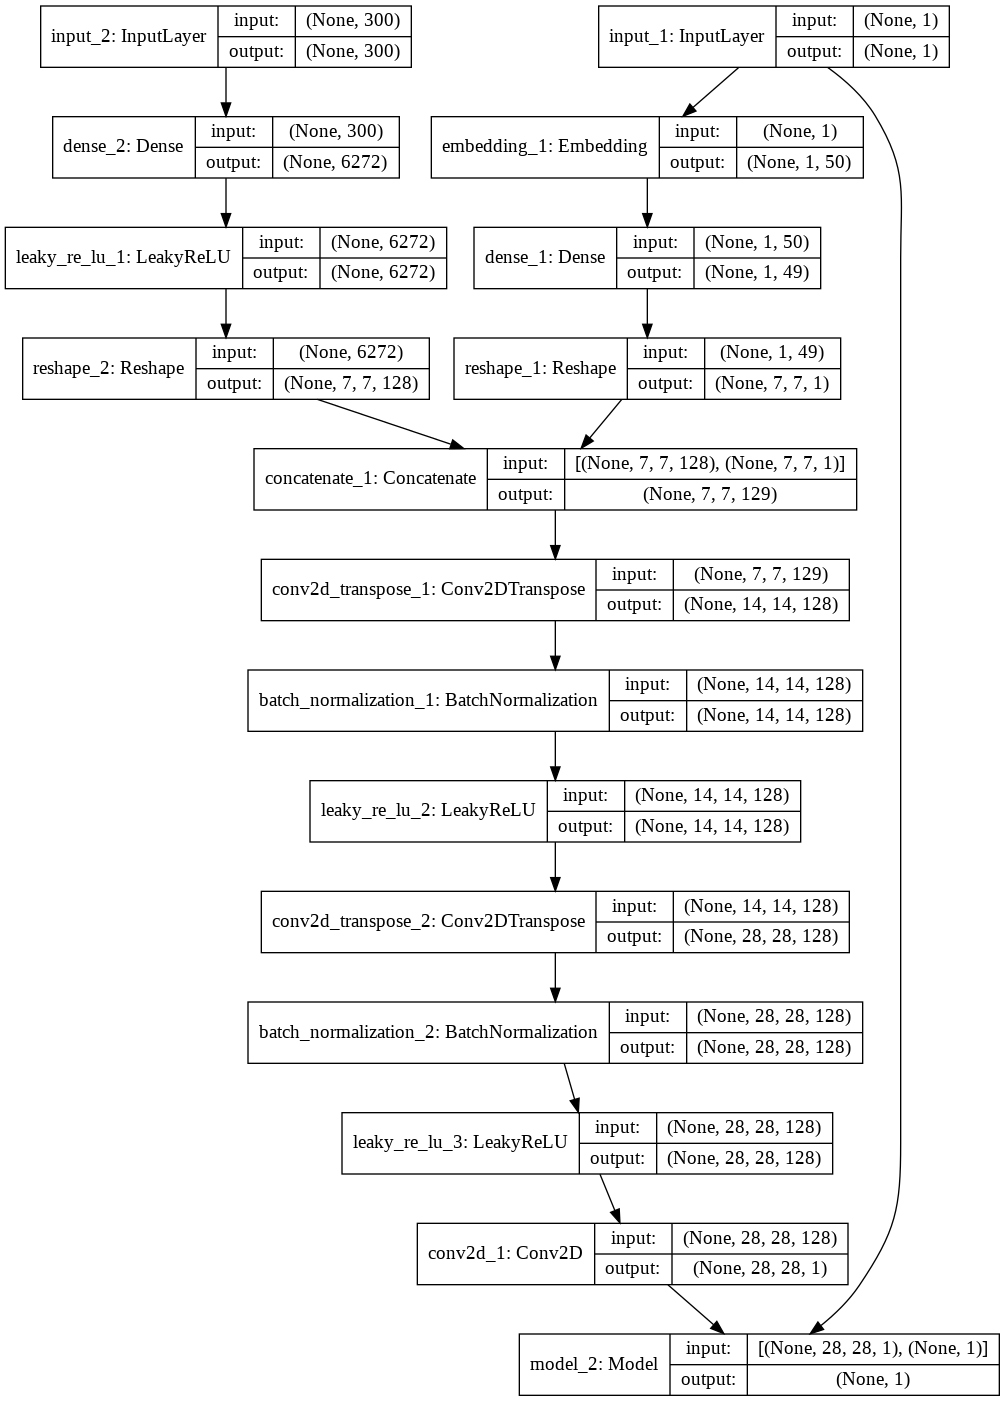 input_2: InputLayer
input: (None, 300)
output: (None, 300)
input_1: InputLayer
input: (None, 1)
output: (None, 1)
dense_2: Dense
input: (None, 300)
output: (None, 6272)
embedding_1: Embedding
input: (None, 1)
output: (None, 1, 50)
leaky_re_lu_1: LeakyReLU
input: (None, 6272)
output: (None, 6272)
dense_1: Dense
input: (None, 1, 50)
output: (None, 1, 49)
reshape_2: Reshape
input: (None, 6272)
output: (None, 7, 7, 128)
reshape_1: Reshape
input: (None, 1, 49)
output: (None, 7, 7, 1)
concatenate_1: Concatenate
input: [(None, 7, 7, 128), (None, 7, 7, 1)]
output: (None, 7, 7, 129)
conv2d_transpose_1: Conv2DTranspose
input: (None, 7, 7, 129)
output: (None, 14, 14, 128)
batch_normalization_1: BatchNormalization
input: (None, 14, 14, 128)
output: (None, 14, 14, 128)
leaky_re_lu_2: LeakyReLU
input: (None, 14, 14, 128)
output: (None, 14, 14, 128)
conv2d_transpose_2: Conv2DTranspose
input: (None, 14, 14, 128)
output: (None, 28, 28, 128)
batch_normalization_2: BatchNormalization
input: (None, 28, 28, 128)
output: (None, 28, 28, 128)
leaky_re_lu_3: LeakyReLU
input: (None, 28, 28, 128)
output: (None, 28, 28, 128)
conv2d_1: Conv2D
input: (None, 28, 28, 128)
output: (None, 28, 28, 1)
model_2: Model
input: [(None, 28, 28, 1), (None, 1)]
output: (None, 1)